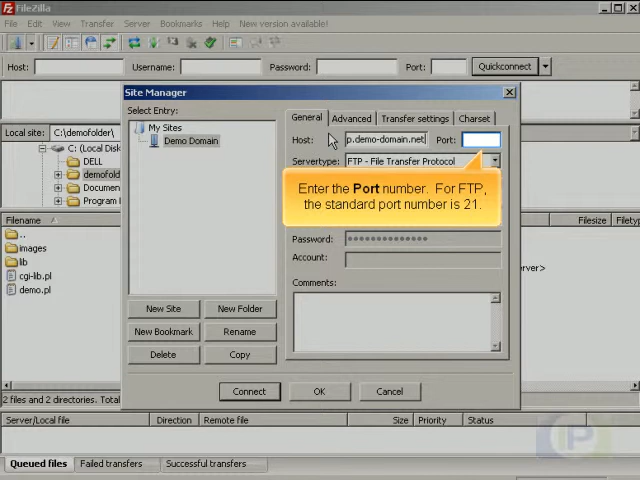 FileZilla
File Edit View Transfer Server Bookmarks Help New version available!
Host: Username: Password: Port: Quickconnect
Site Manager
Select Entry:
My Sites
Demo Domain
General Advanced Transfer settings Charset
Host: p.demo-domain.net Port:
Servertype: FTP - File Transfer Protocol
Enter the Port number. For FTP,
the standard port number is 21.
Password:
Account:
Comments:
New Site New Folder
New Bookmark Rename
Delete Copy
Connect OK Cancel
Local site: C:\demofolder\
C: (Local Disk
DELL
demofold
Documen
Program I
Filename
Filesize Filetyp
..
images
lib
cgi-lib.pl
demo.pl
erver>
2 files and 2 directories. Total
Server/Local file Direction Remote file Size Priority Status
Queued files Failed transfers Successful transfers